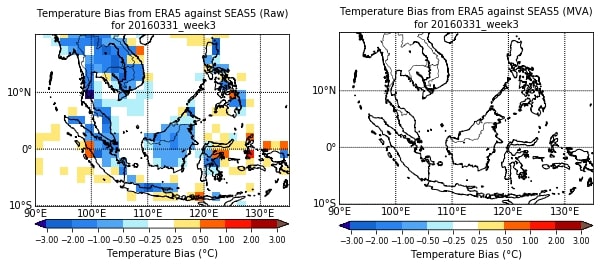 Temperature Bias from ERA5 against SEAS5 (Raw)
for 20160331_week3
10°N
0°
10°S
90°E 100°E 110°E 120°E 130°E
−3.00 −2.00 −1.00 −0.50 −0.25 0.25 0.50 1.00 2.00 3.00
Temperature Bias (°C)
Temperature Bias from ERA5 against SEAS5 (MVA)
for 20160331_week3
10°N
0°
10°S
90°E 100°E 110°E 120°E 130°E
−3.00 −2.00 −1.00 −0.50 −0.25 0.25 0.50 1.00 2.00 3.00
Temperature Bias (°C)